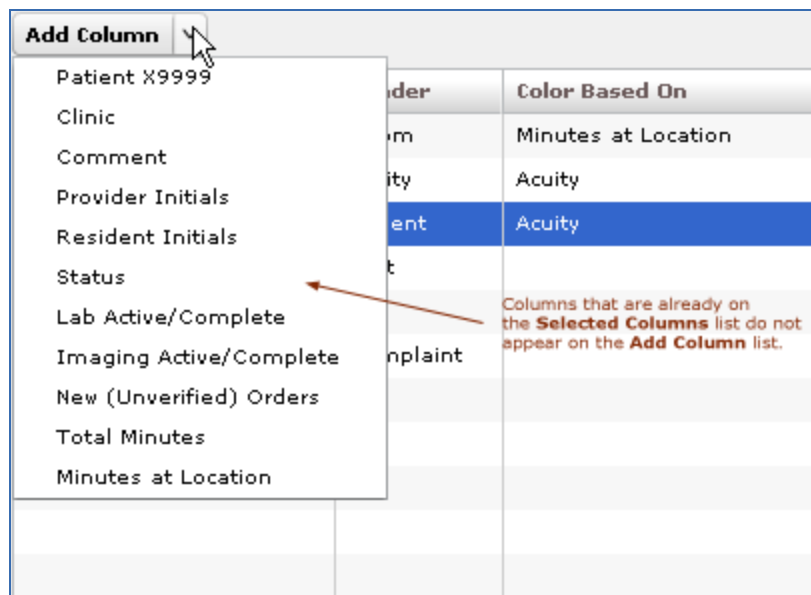 Add Column
Patient X9999
Clinic
Comment
Provider Initials
Resident Initials
Status
Lab Active/Complete
Imaging Active/Complete
New (Unverified) Orders
Total Minutes
Minutes at Location
Color Based On
Minutes at Location
Acuity
Acuity
Columns that are already on
the Selected Columns list do not
appear on the Add Column list.